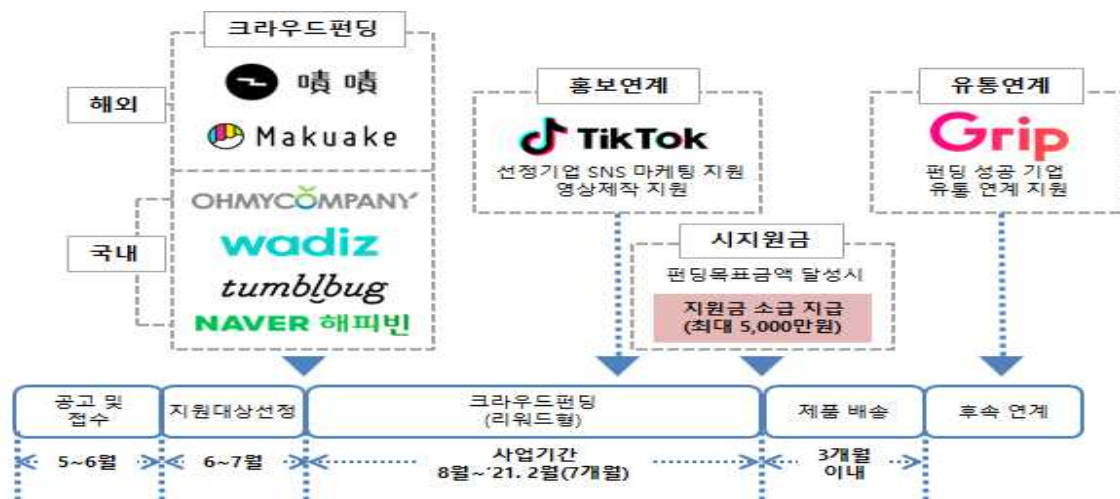 크라우드펀딩
해외
嘖 嘖
Makuake
국내
OHMYCOMPANY
wadiz
tumblbug
NAVER 해피빈
홍보연계
TikTok
선정기업 SNS 마케팅 지원
영상제작 지원
유통연계
Grip
펀딩 성공 기업
유통 연계 지원
시지원금
펀딩목표금액 달성시
지원금 소급 지급
(최대 5,000만원)
공고 및
접수
지원대상선정
크라우드펀딩
(리워드형)
제품 배송
후속 연계
5~6월
6~7월
사업기간
8월~'21. 2월(7개월)
3개월
이내